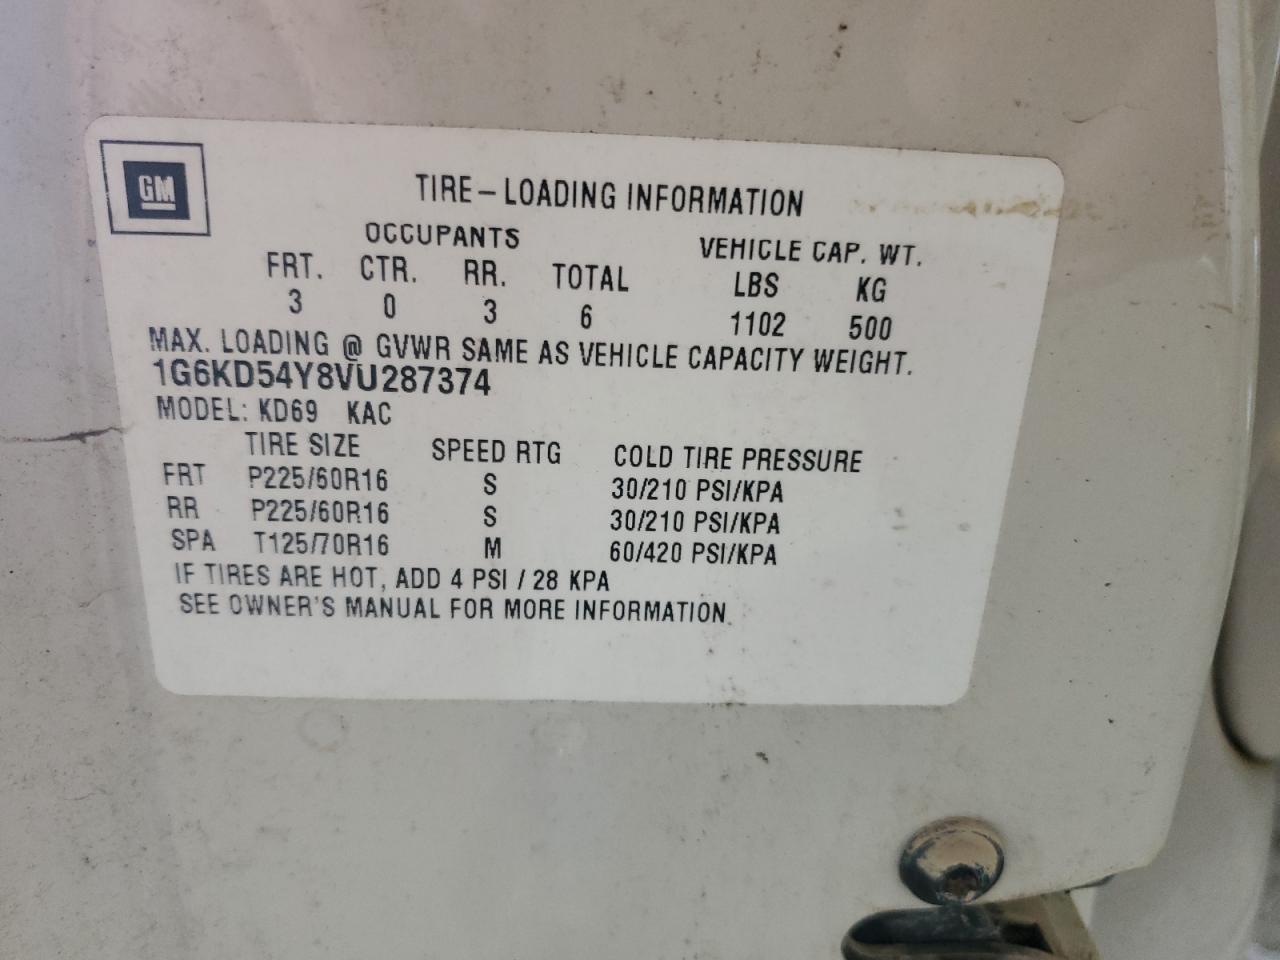 GM
TIRE-LOADING INFORMATION
OCCUPANTS VEHICLE CAP. WT.
FRT. CTR. RR. TOTAL LBS KG
3 0 3 6 1102 500
MAX. LOADING @ GVWR SAME AS VEHICLE CAPACITY WEIGHT.
1G6KD54Y8VU287374
MODEL: KD69 KAC
TIRE SIZE SPEED RTG COLD TIRE PRESSURE
FRT P225/60R16 S 30/210 PSI/KPA
RR P225/60R16 S 30/210 PSI/KPA
SPA T125/70R16 M 60/420 PSI/KPA
IF TIRES ARE HOT, ADD 4 PSI / 28 KPA
SEE OWNER'S MANUAL FOR MORE INFORMATION.